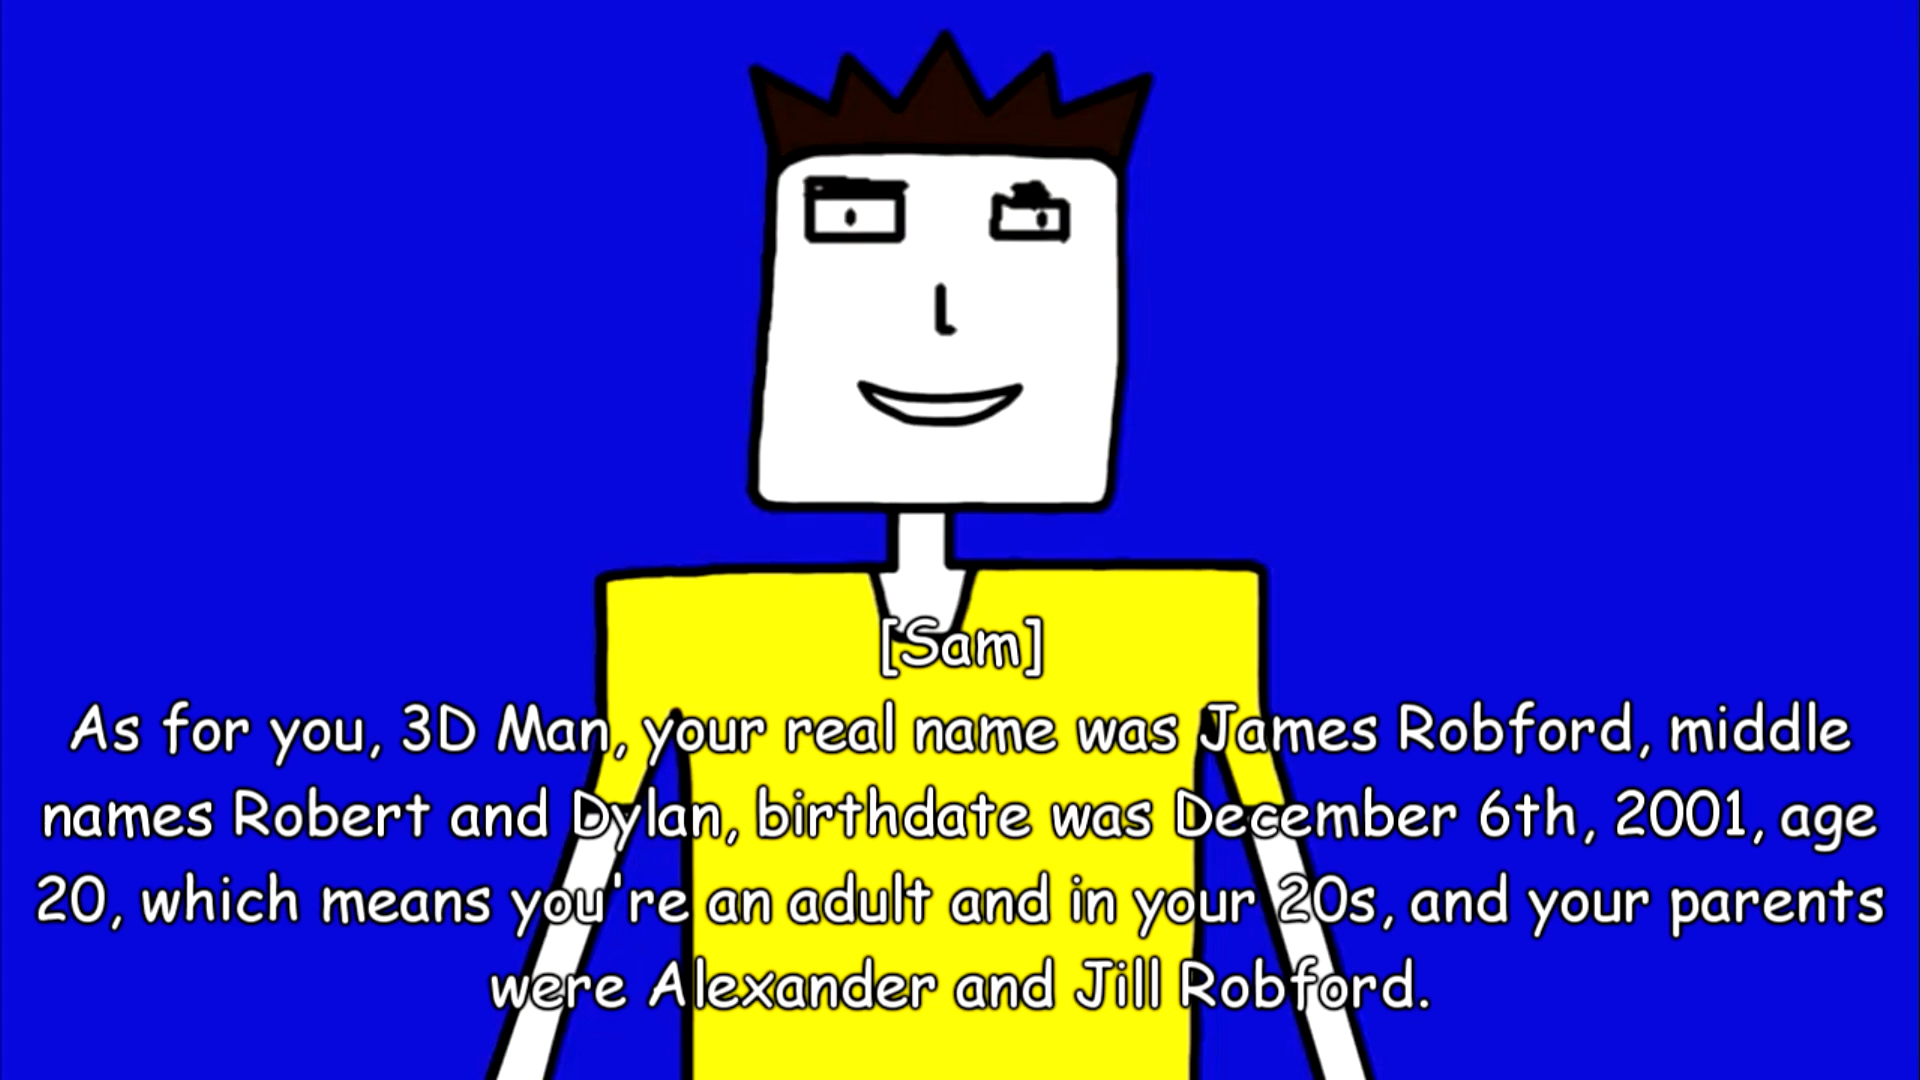 [Sam]
As for you, 3D Man, your real name was James Robford, middle
names Robert and Dylan, birthdate was December 6th, 2001, age
20, which means you're an adult and in your 20s, and your parents
were Alexander and Jill Robford.